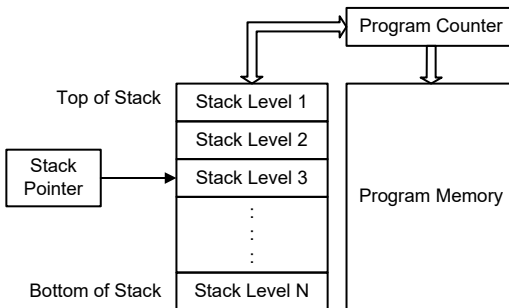 Program Counter
Top of Stack
Stack Level 1
Stack Level 2
Stack
Pointer
Stack Level 3
Program Memory
:
:
:
Bottom of Stack
Stack Level N